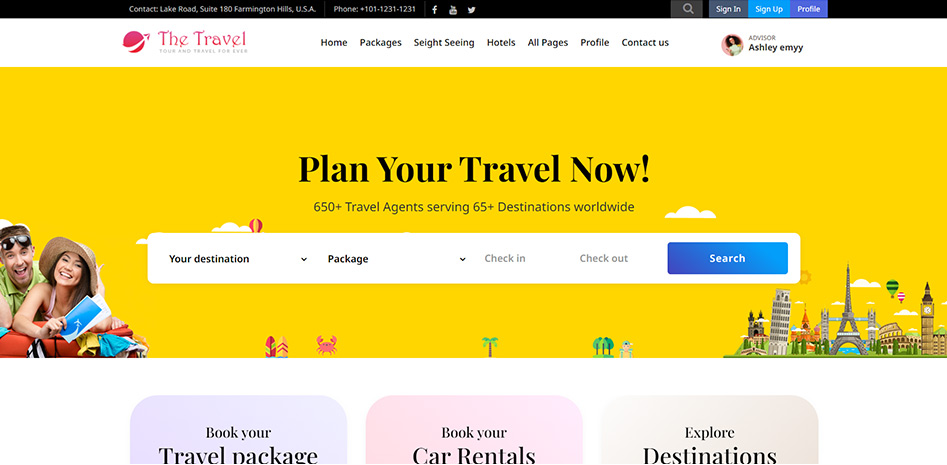 Contact: Lake Road, Suite 180 Farmington Hills, U.S.A. Phone: +101-1231-1231 Sign In Sign Up Profile
The Travel
TOUR AND TRAVEL FOR EVER
Home Packages Seight Seeing Hotels All Pages Profile Contact us
ADVISOR
Ashley emyy
Plan Your Travel Now!
650+ Travel Agents serving 65+ Destinations worldwide
Your destination Package Check in Check out Search
Book your
Travel package
Book your
Car Rentals
Explore
Destinations